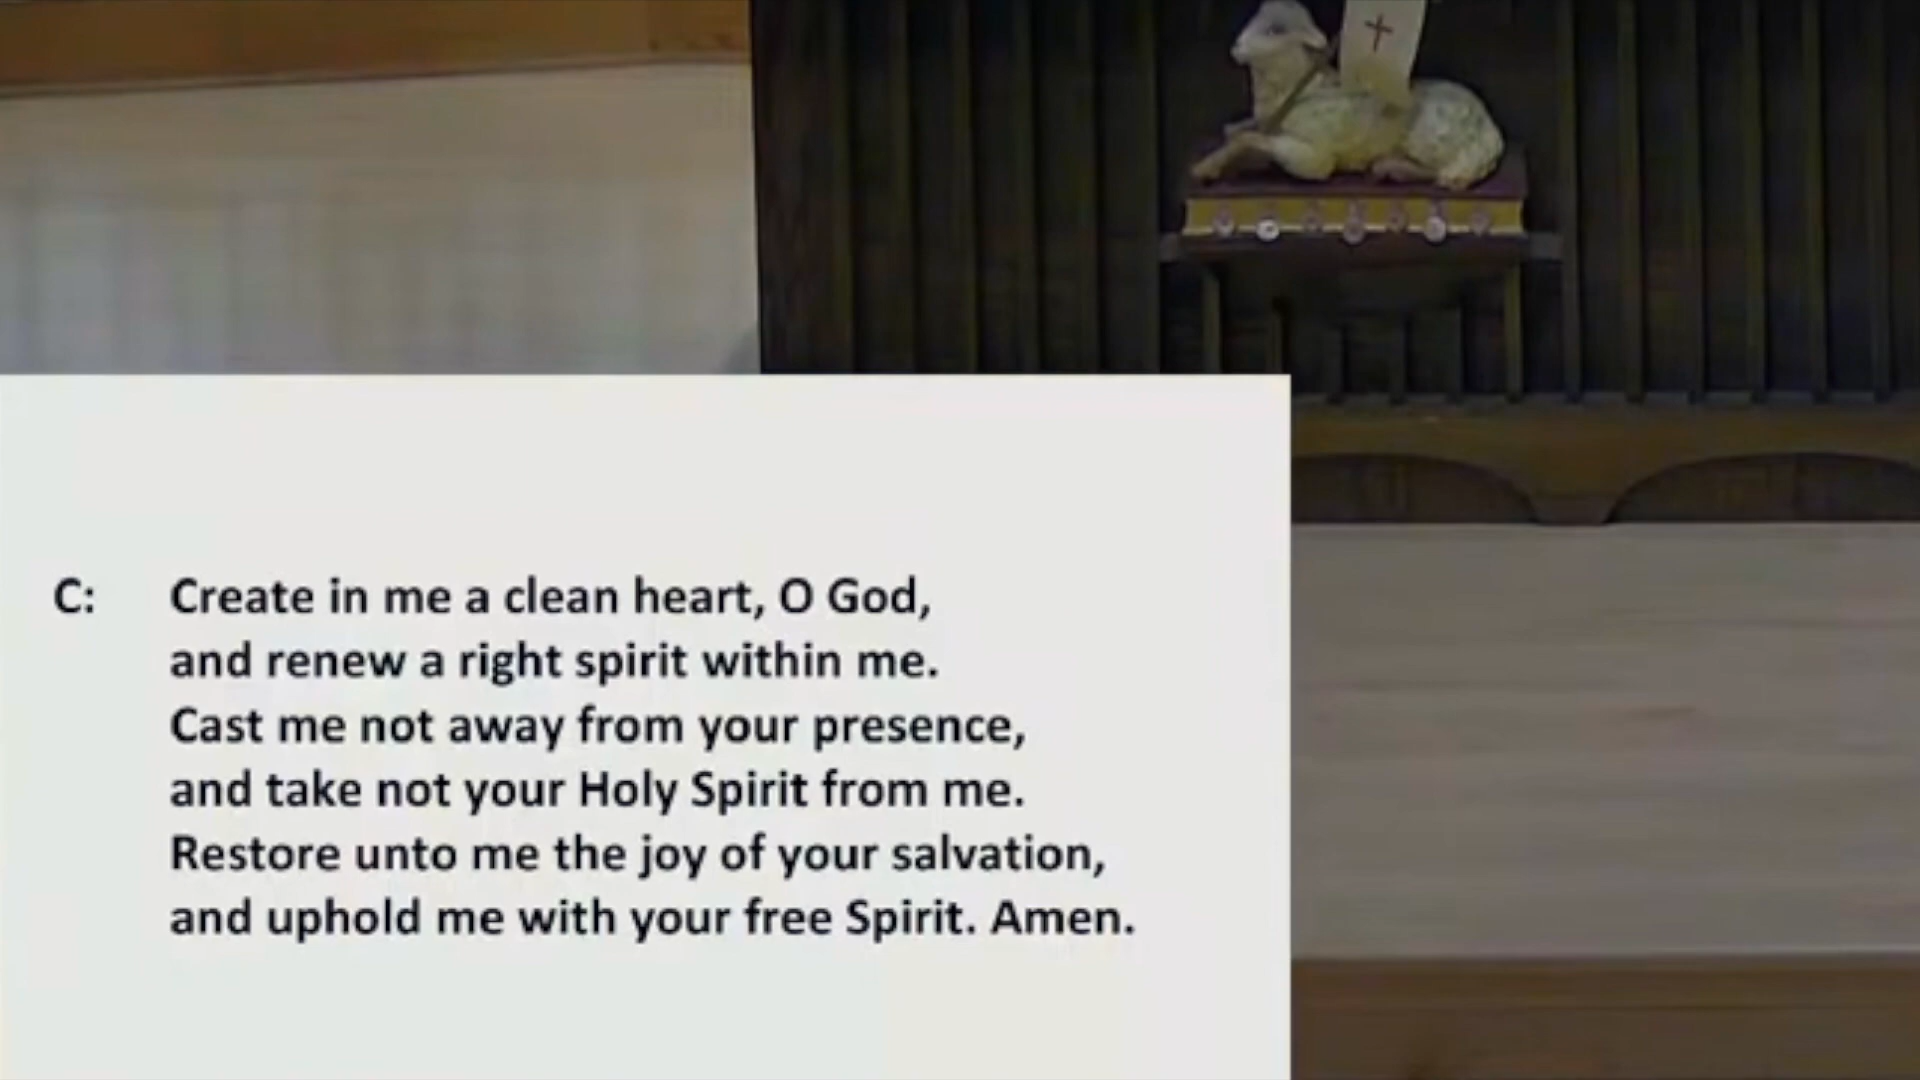 C: Create in me a clean heart, O God,
and renew a right spirit within me.
Cast me not away from your presence,
and take not your Holy Spirit from me.
Restore unto me the joy of your salvation,
and uphold me with your free Spirit. Amen.